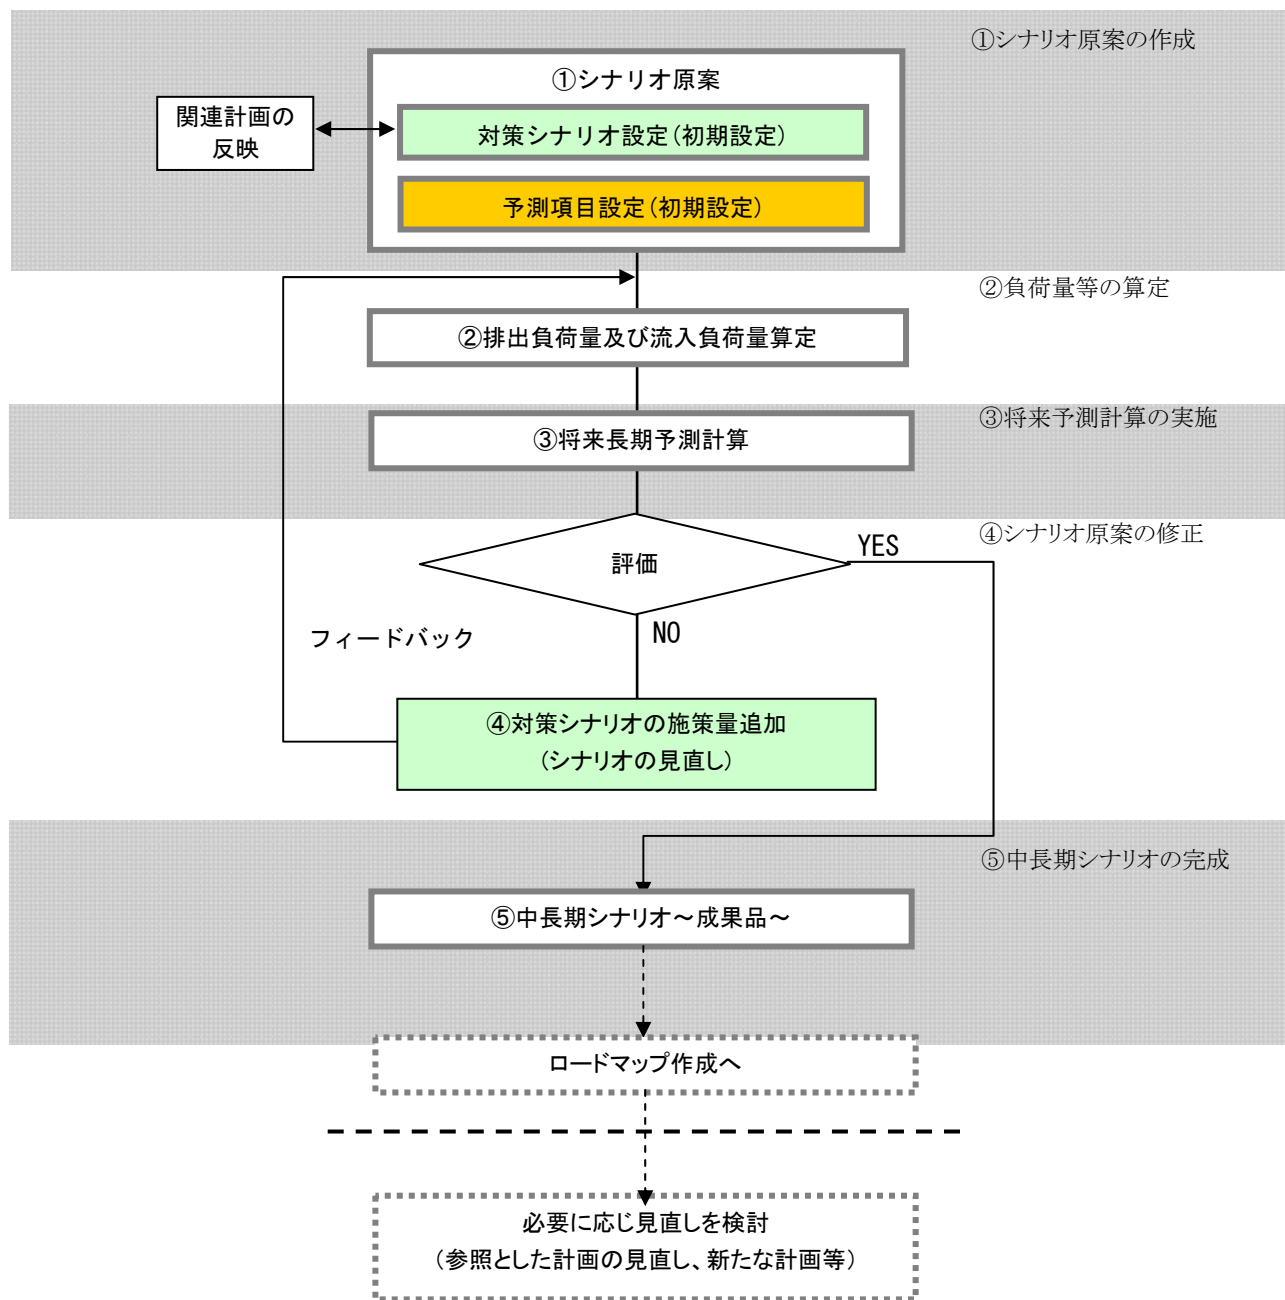 ①シナリオ原案の作成
①シナリオ原案
関連計画の
反映
対策シナリオ設定(初期設定)
予測項目設定(初期設定)
②負荷量等の算定
②排出負荷量及び流入負荷量算定
③将来予測計算の実施
③将来長期予測計算
④シナリオ原案の修正
評価
YES
NO
フィードバック
④対策シナリオの施策量追加
(シナリオの見直し)
⑤中長期シナリオの完成
⑤中長期シナリオ～成果品～
ロードマップ作成へ
必要に応じ見直しを検討
(参照とした計画の見直し、新たな計画等)